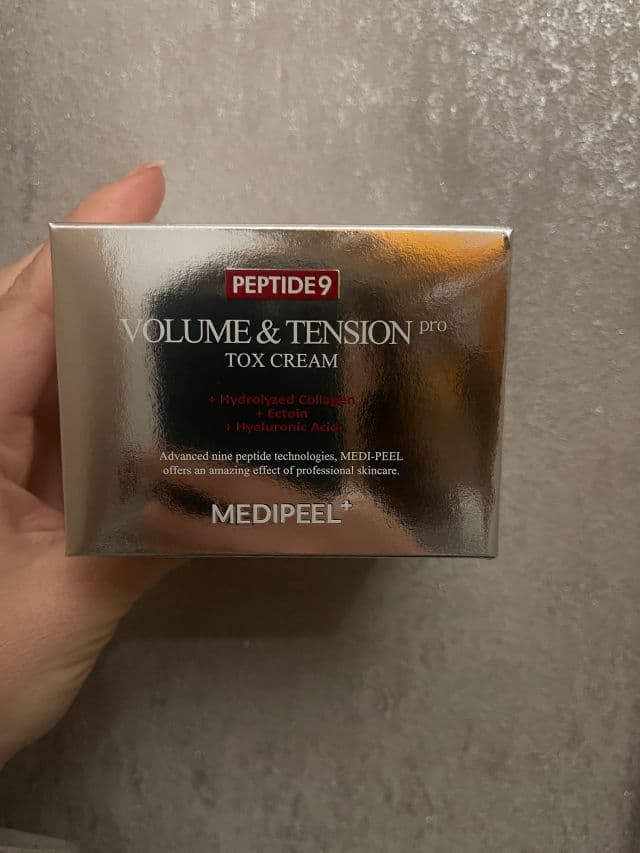 PEPTIDE9
VOLUME & TENSION pro
TOX CREAM
+ Hydrolyzed Collagen
+ Ectoin
+ Hyaluronic Acid
Advanced nine peptide technologies, MEDI-PEEL
offers an amazing effect of professional skincare.
MEDIPEEL+